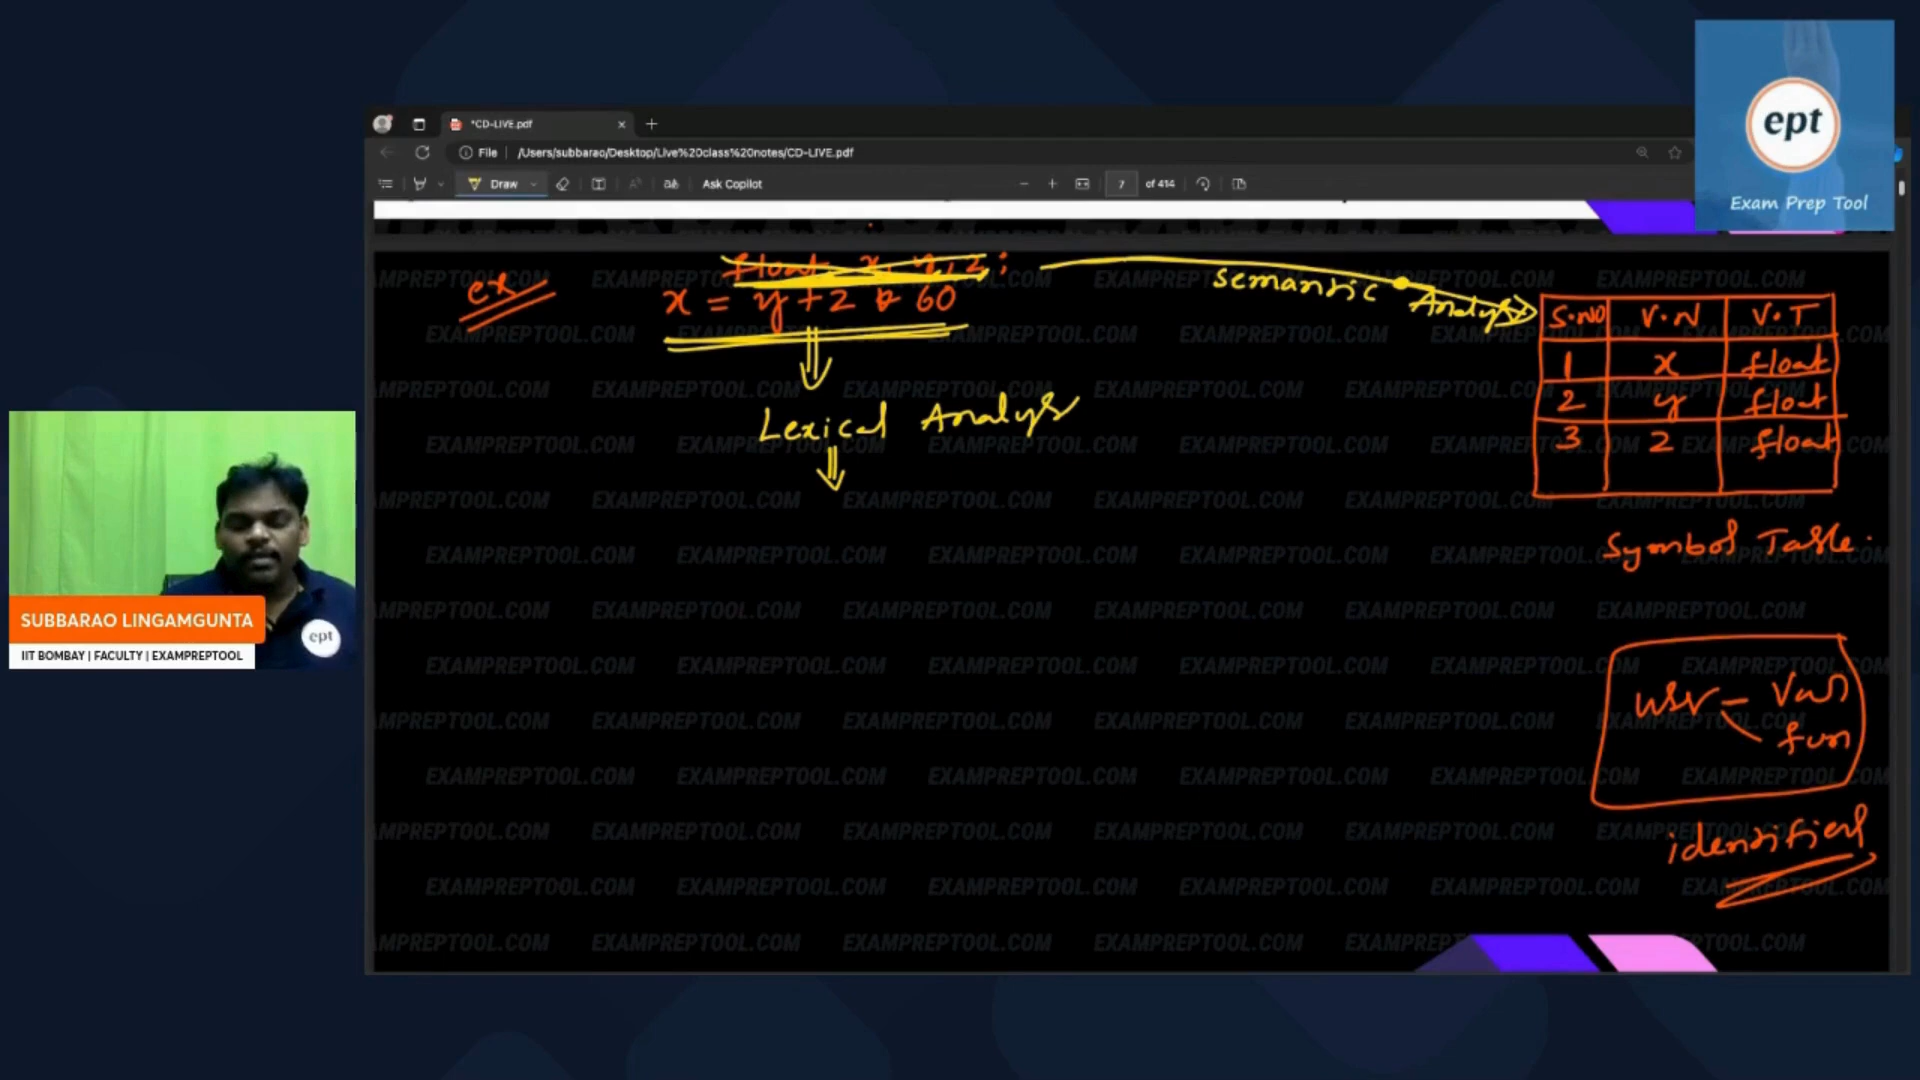 ept
Exam Prep Tool
*CD-LIVE.pdf
File | /Users/subbarao/Desktop/Live%20class%20notes/CD-LIVE.pdf
Draw
Ask Copilot
7 of 414
ex
float x, y, z;
x = y + z * 60
Lexical Analysis
semantic Analysis
S.NO V.N V.T
1 x float
2 y float
3 z float
Symbol Table.
Var
fun
identifier
SUBBARAO LINGAMGUNTA
ept
IIT BOMBAY | FACULTY | EXAMPREPTOOL
EXAMPREPTOOL.COM